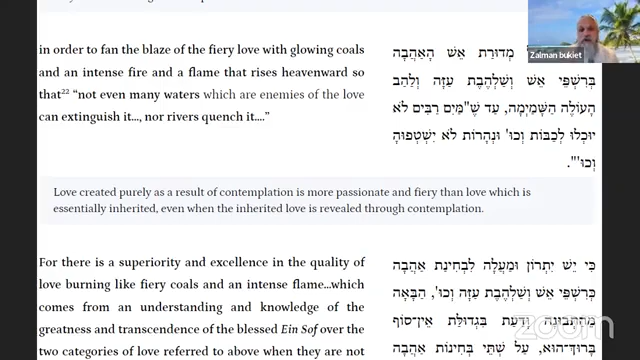 in order to fan the blaze of the fiery love with glowing coals
and an intense fire and a flame that rises heavenward so
that²² “not even many waters which are enemies of the love
can extinguish it…, nor rivers quench it….”
מְדוּרַת אֵשׁ הָאַהֲבָה
בְּרִשְׁפֵּי אֵשׁ וְשַׁלְהֶבֶת עַזָּה וְלַהַב
הָעוֹלֶה הַשָּׁמַיְמָה, עַד שֶׁ"מַּיִם רַבִּים לֹא
יוּכְלוּ לְכַבּוֹת וְכוּ' וּנְהָרוֹת לֹא יִשְׁטְפוּהָ
וְכוּ'".
Love created purely as a result of contemplation is more passionate and fiery than love which is
essentially inherited, even when the inherited love is revealed through contemplation.
For there is a superiority and excellence in the quality of
love burning like fiery coals and an intense flame…which
comes from an understanding and knowledge of the
greatness and transcendence of the blessed Ein Sof over the
two categories of love referred to above when they are not
כִּי יֵשׁ יִתְרוֹן וּמַעֲלָה לִבְחִינַת אַהֲבָה
כְּרִשְׁפֵּי אֵשׁ וְשַׁלְהֶבֶת עַזָּה וְכוּ', הַבָּאָה
מֵהַתְּבוּנָה וְדַעַת בִּגְדוּלַּת אֵין־סוֹף
בָּרוּךְ־הוּא, עַל שְׁתֵּי בְּחִינוֹת אַהֲבָה
Zalman bukiet
zoom